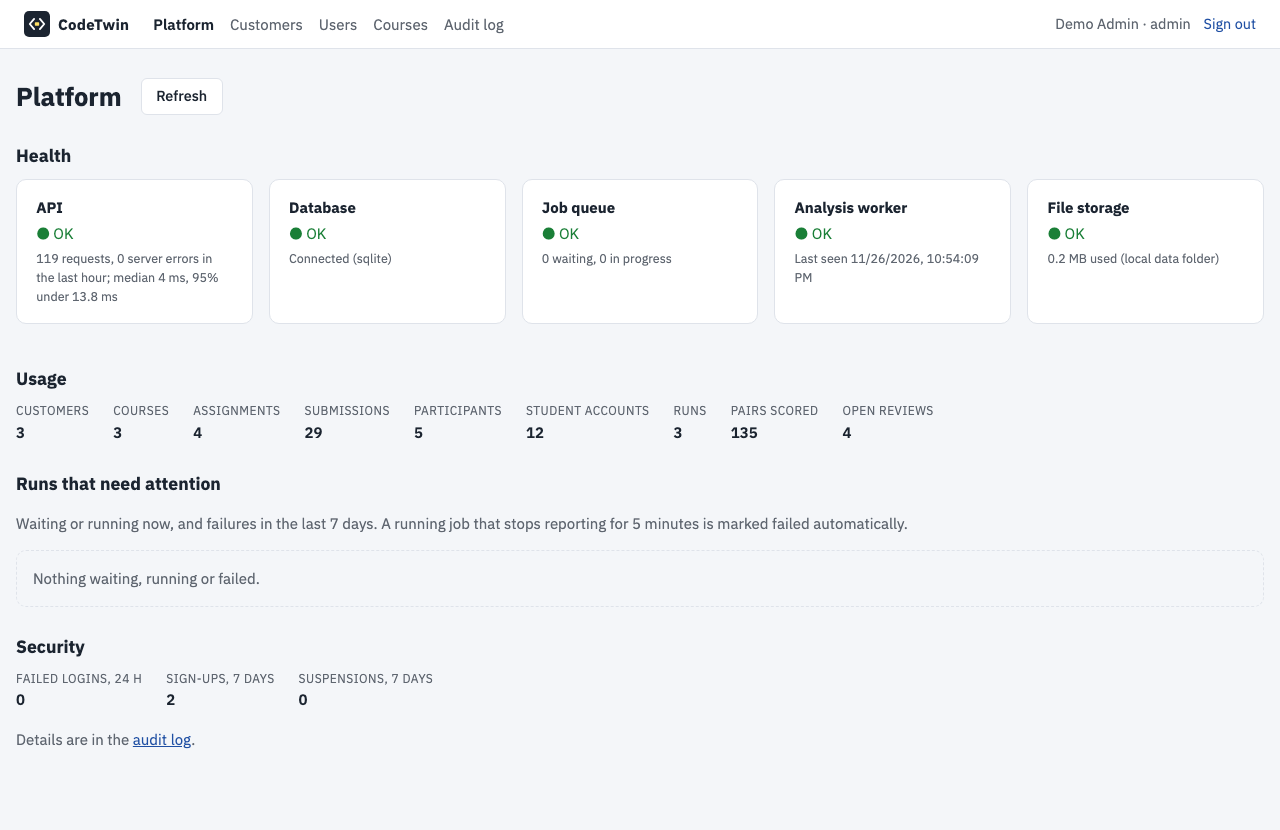 CodeTwin Platform Customers Users Courses Audit log Demo Admin · admin Sign out
Platform Refresh
Health
API
OK
119 requests, 0 server errors in
the last hour; median 4 ms, 95%
under 13.8 ms
Database
OK
Connected (sqlite)
Job queue
OK
0 waiting, 0 in progress
Analysis worker
OK
Last seen 11/26/2026, 10:54:09
PM
File storage
OK
0.2 MB used (local data folder)
Usage
CUSTOMERS COURSES ASSIGNMENTS SUBMISSIONS PARTICIPANTS STUDENT ACCOUNTS RUNS PAIRS SCORED OPEN REVIEWS
3 3 4 29 5 12 3 135 4
Runs that need attention
Waiting or running now, and failures in the last 7 days. A running job that stops reporting for 5 minutes is marked failed automatically.
Nothing waiting, running or failed.
Security
FAILED LOGINS, 24 H SIGN-UPS, 7 DAYS SUSPENSIONS, 7 DAYS
0 2 0
Details are in the audit log.